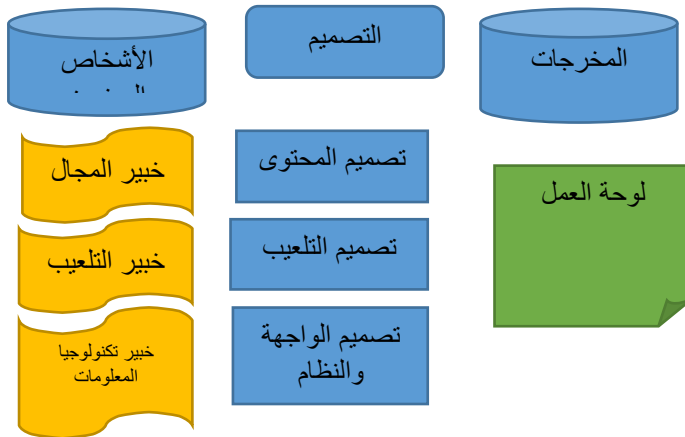 المخرجات
التصميم
الأشخاص
خبير المجال
تصميم المحتوى
لوحة العمل
خبير التلعيب
تصميم التلعيب
خبير تكنولوجيا
المعلومات
تصميم الواجهة
والنظام